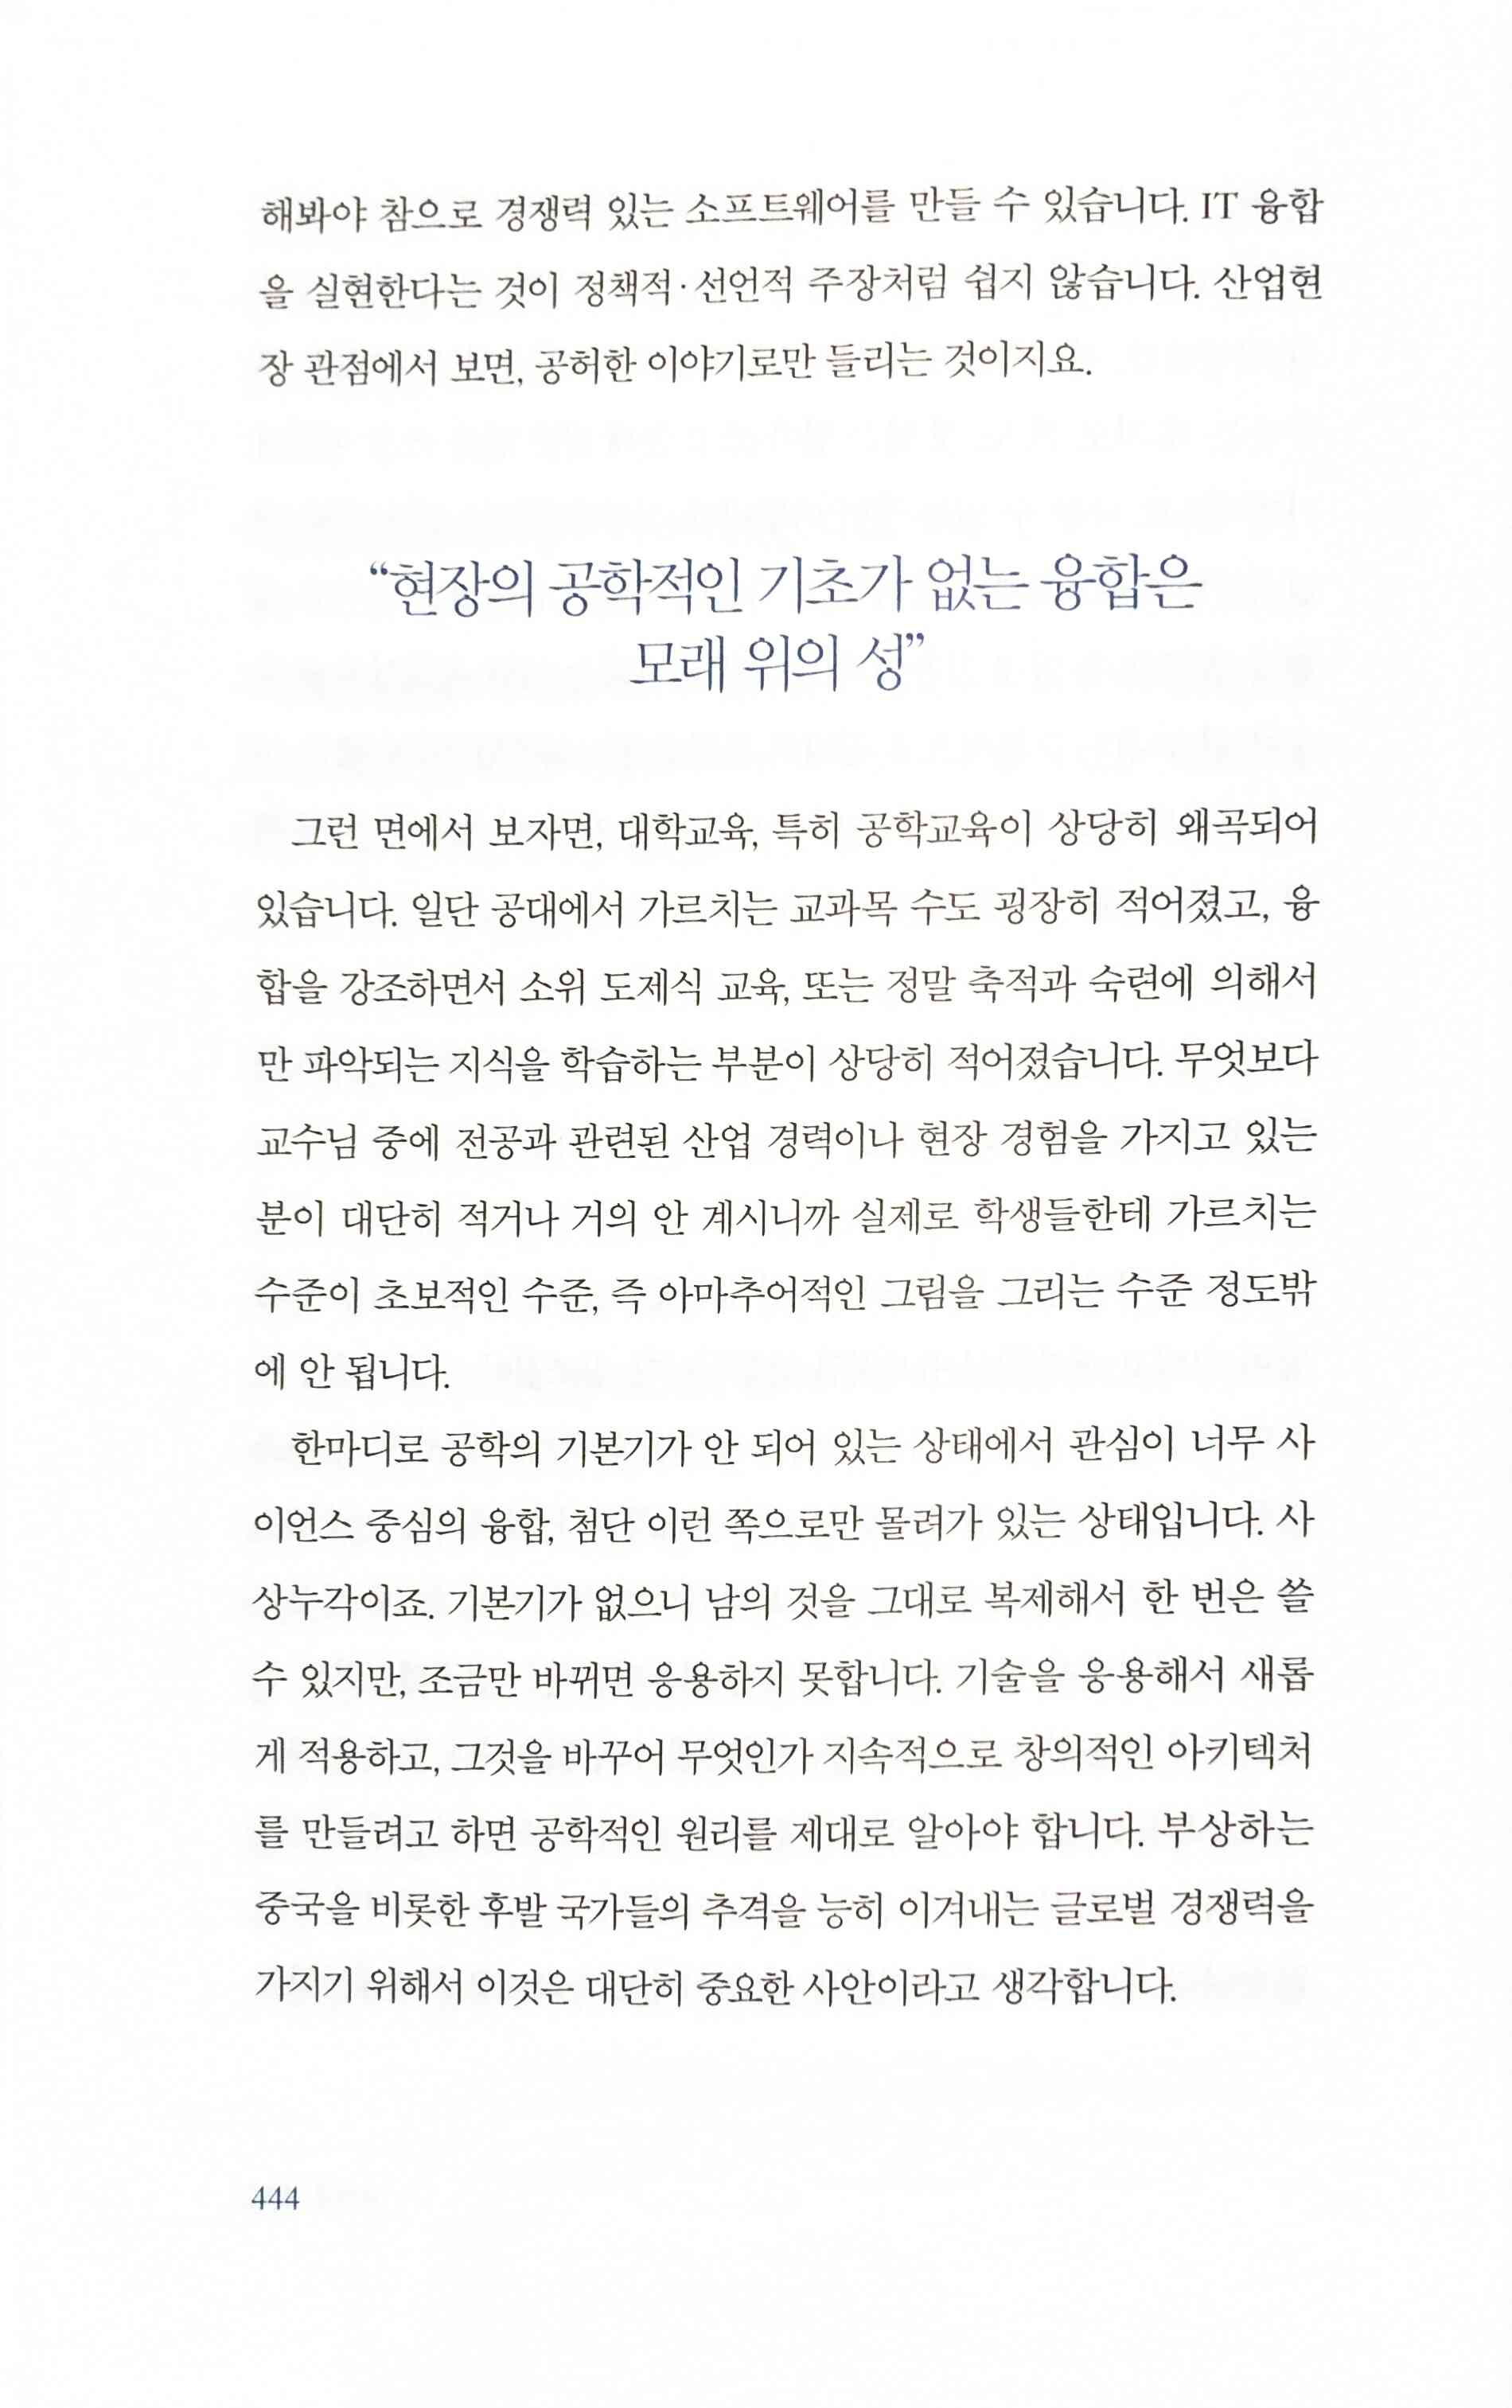 해봐야 참으로 경쟁력 있는 소프트웨어를 만들 수 있습니다. IT 융합
을 실현한다는 것이 정책적·선언적 주장처럼 쉽지 않습니다. 산업현
장 관점에서 보면, 공허한 이야기로만 들리는 것이지요.
“현장의 공학적인 기초가 없는 융합은
모래 위의 성”
그런 면에서 보자면, 대학교육, 특히 공학교육이 상당히 왜곡되어
있습니다. 일단 공대에서 가르치는 교과목 수도 굉장히 적어졌고, 융
합을 강조하면서 소위 도제식 교육, 또는 정말 축적과 숙련에 의해서
만 파악되는 지식을 학습하는 부분이 상당히 적어졌습니다. 무엇보다
교수님 중에 전공과 관련된 산업 경력이나 현장 경험을 가지고 있는
분이 대단히 적거나 거의 안 계시니까 실제로 학생들한테 가르치는
수준이 초보적인 수준, 즉 아마추어적인 그림을 그리는 수준 정도밖
에 안 됩니다.
한마디로 공학의 기본기가 안 되어 있는 상태에서 관심이 너무 사
이언스 중심의 융합, 첨단 이런 쪽으로만 몰려가 있는 상태입니다. 사
상누각이죠. 기본기가 없으니 남의 것을 그대로 복제해서 한 번은 쓸
수 있지만, 조금만 바뀌면 응용하지 못합니다. 기술을 응용해서 새롭
게 적용하고, 그것을 바꾸어 무엇인가 지속적으로 창의적인 아키텍처
를 만들려고 하면 공학적인 원리를 제대로 알아야 합니다. 부상하는
중국을 비롯한 후발 국가들의 추격을 능히 이겨내는 글로벌 경쟁력을
가지기 위해서 이것은 대단히 중요한 사안이라고 생각합니다.
444